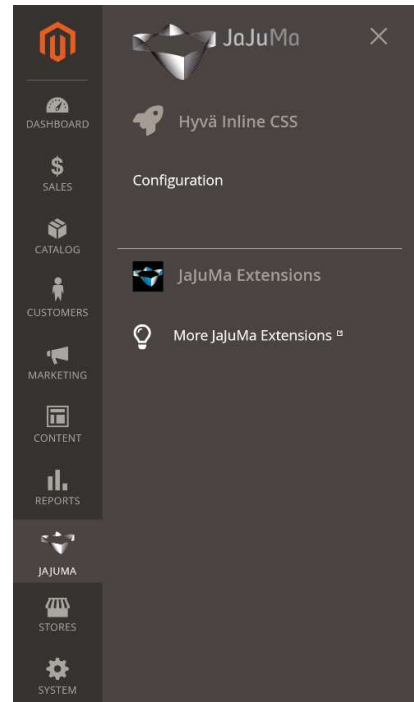 DASHBOARD
SALES
CATALOG
CUSTOMERS
MARKETING
CONTENT
REPORTS
JAJUMA
STORES
SYSTEM
JaJuMa
Hyvä Inline CSS
Configuration
JaJuMa Extensions
More JaJuMa Extensions